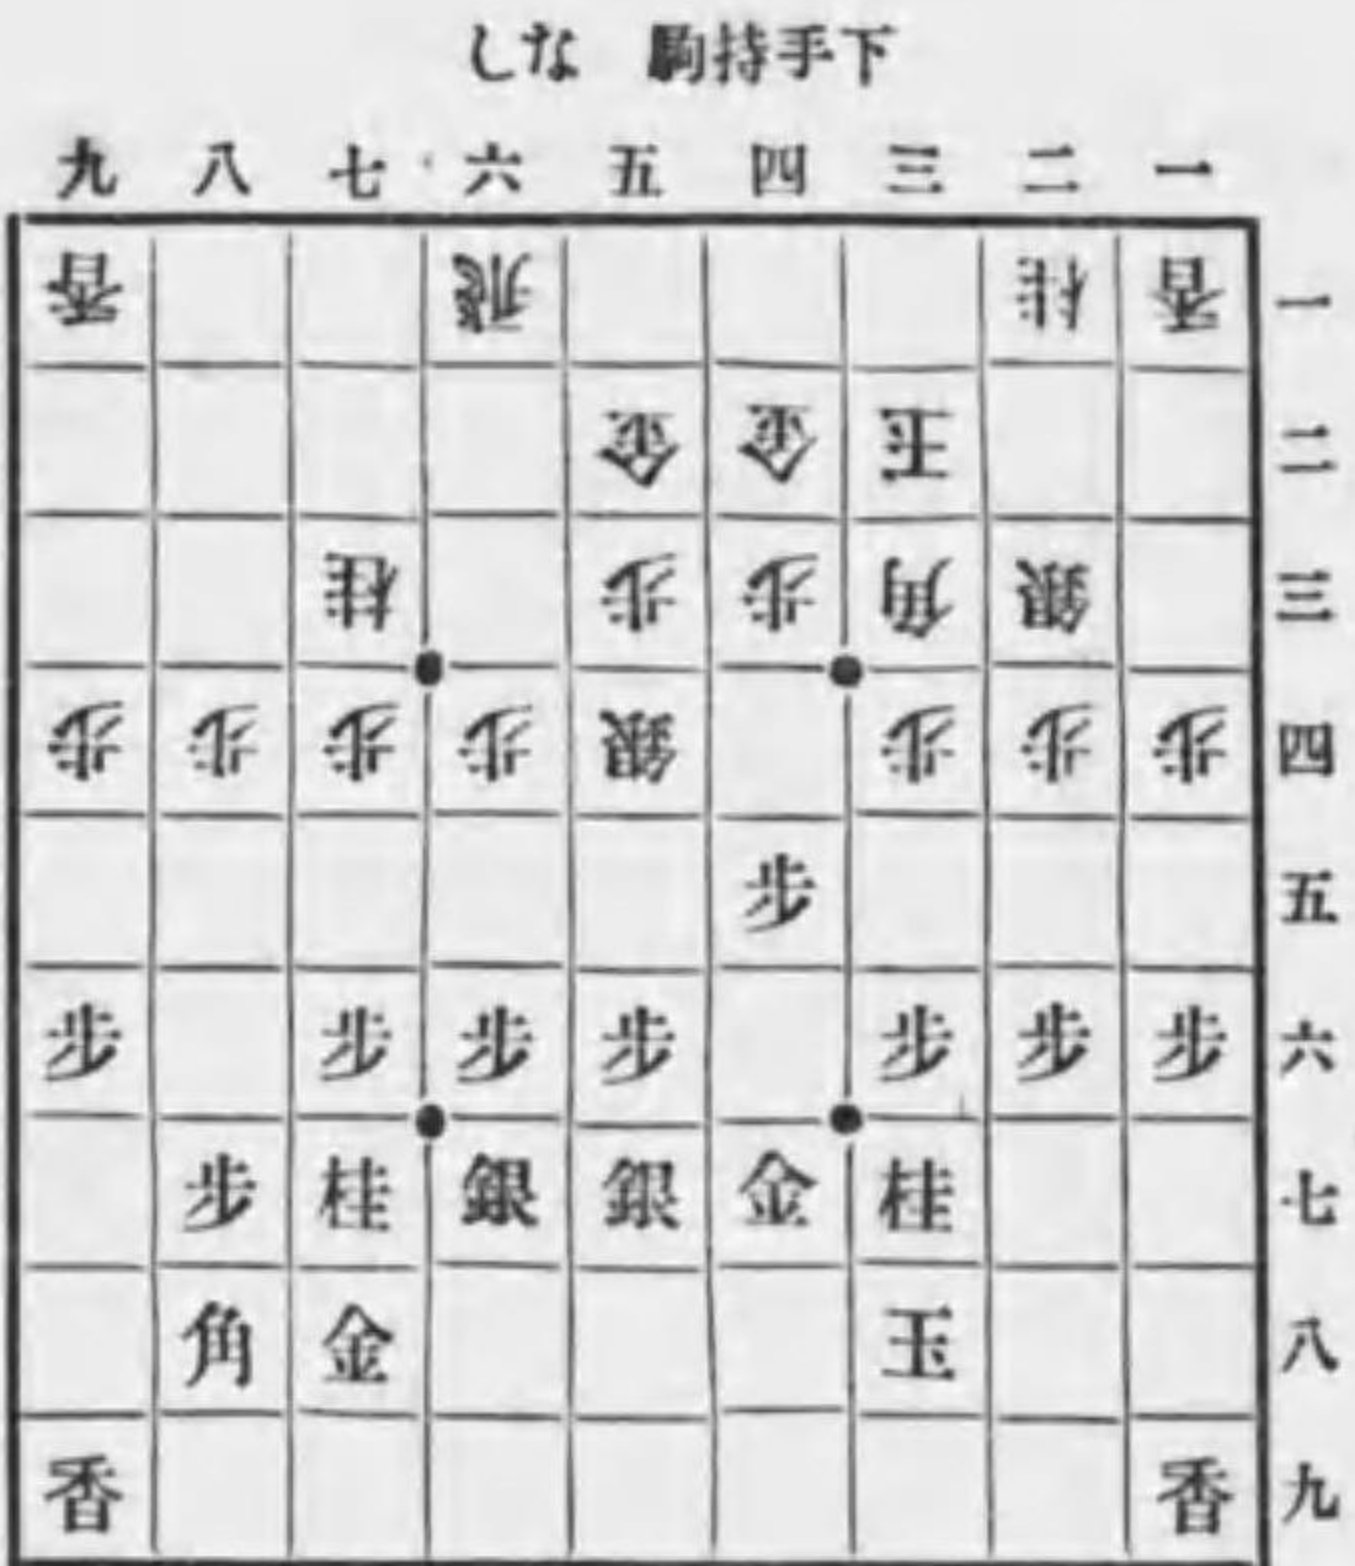 下手持駒 なし
九 八 七 六 五 四 三 二 一
香 飛 桂 香 一
金 金 玉 二
桂 歩 歩 角 銀 三
歩 歩 歩 歩 銀 歩 歩 歩 四
歩 五
歩 歩 歩 歩 歩 歩 歩 六
歩 桂 銀 銀 金 桂 七
角 金 玉 八
香 香 九